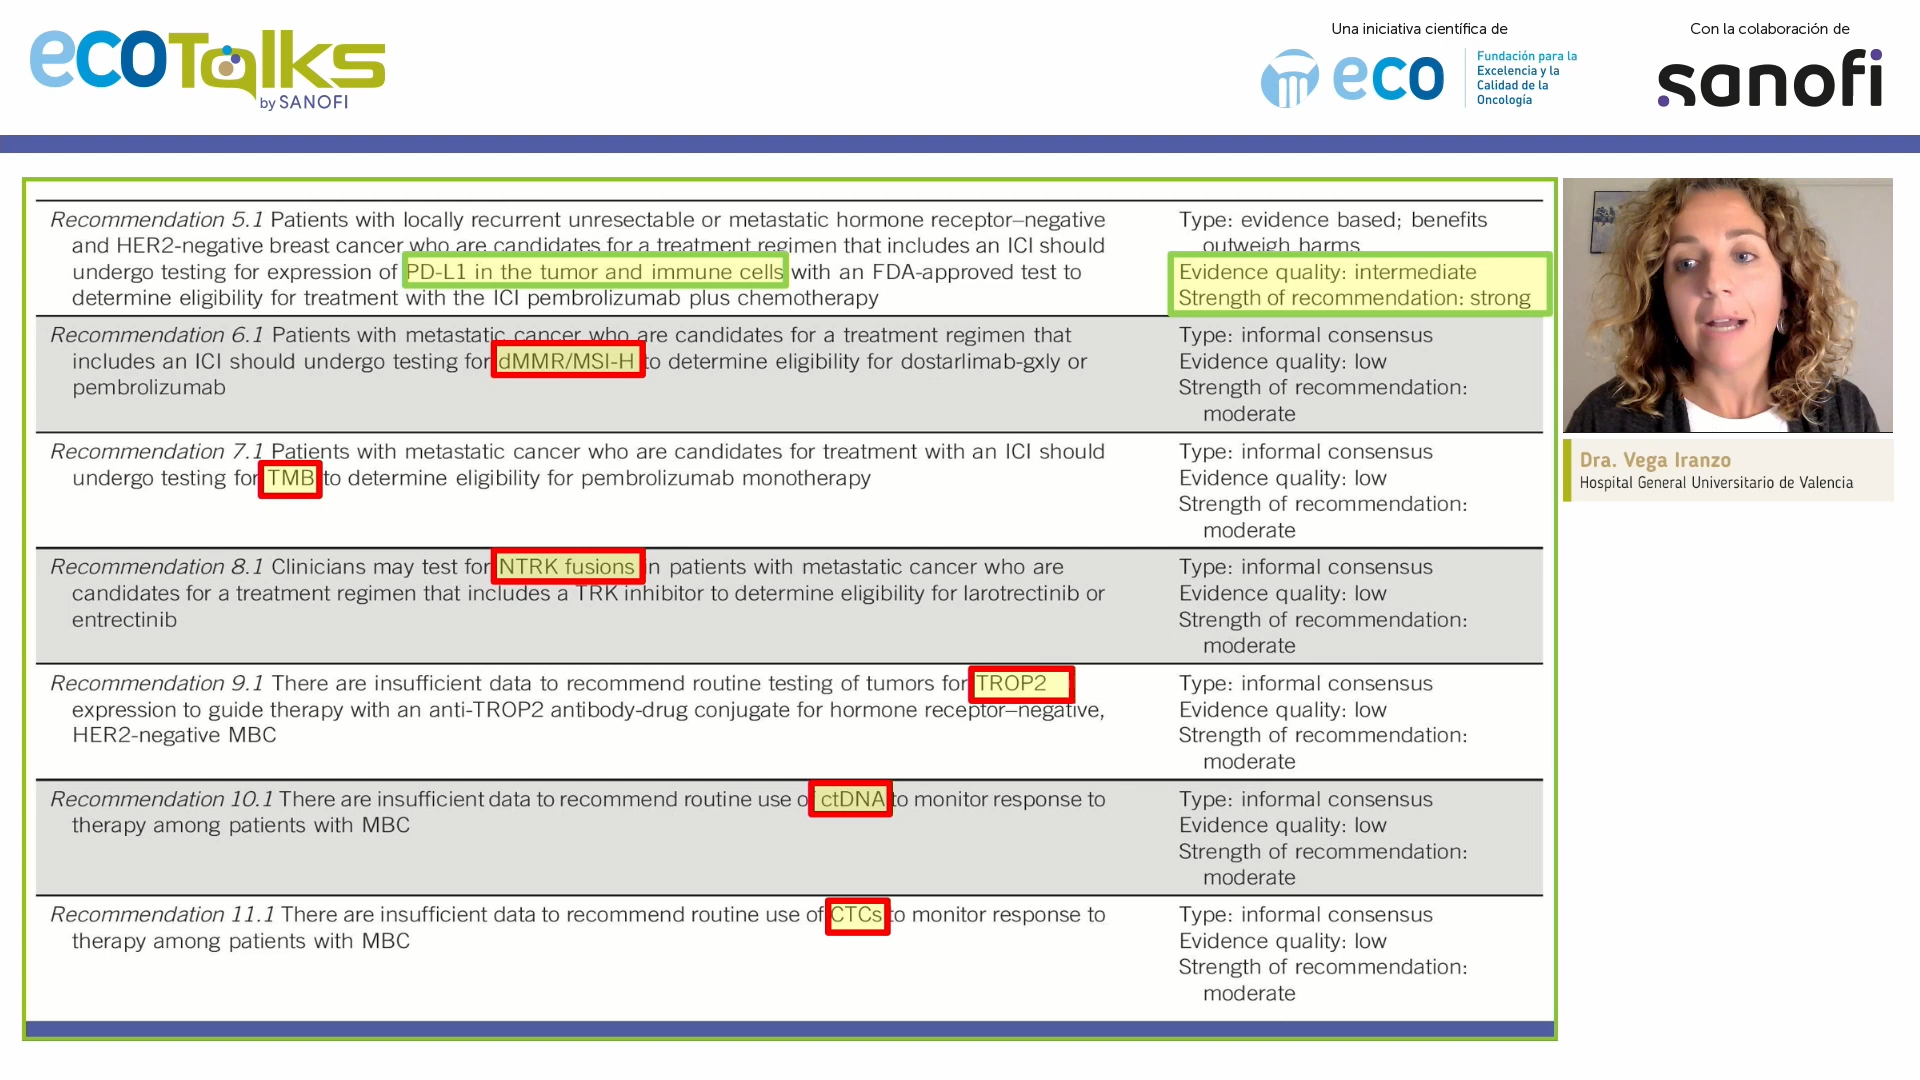 ecoTalks
by SANOFI
Una iniciativa científica de
eco
Fundación para la
Excelencia y la
Calidad de la
Oncología
Con la colaboración de
sanofi
Recommendation 5.1 Patients with locally recurrent unresectable or metastatic hormone receptor–negative
and HER2-negative breast cancer who are candidates for a treatment regimen that includes an ICI should
undergo testing for expression of PD-L1 in the tumor and immune cells with an FDA-approved test to
determine eligibility for treatment with the ICI pembrolizumab plus chemotherapy
Type: evidence based; benefits
outweigh harms
Evidence quality: intermediate
Strength of recommendation: strong
Recommendation 6.1 Patients with metastatic cancer who are candidates for a treatment regimen that
includes an ICI should undergo testing for dMMR/MSI-H to determine eligibility for dostarlimab-gxly or
pembrolizumab
Type: informal consensus
Evidence quality: low
Strength of recommendation:
moderate
Recommendation 7.1 Patients with metastatic cancer who are candidates for treatment with an ICI should
undergo testing for TMB to determine eligibility for pembrolizumab monotherapy
Type: informal consensus
Evidence quality: low
Strength of recommendation:
moderate
Recommendation 8.1 Clinicians may test for NTRK fusions in patients with metastatic cancer who are
candidates for a treatment regimen that includes a TRK inhibitor to determine eligibility for larotrectinib or
entrectinib
Type: informal consensus
Evidence quality: low
Strength of recommendation:
moderate
Recommendation 9.1 There are insufficient data to recommend routine testing of tumors for TROP2
expression to guide therapy with an anti-TROP2 antibody-drug conjugate for hormone receptor–negative,
HER2-negative MBC
Type: informal consensus
Evidence quality: low
Strength of recommendation:
moderate
Recommendation 10.1 There are insufficient data to recommend routine use of ctDNA to monitor response to
therapy among patients with MBC
Type: informal consensus
Evidence quality: low
Strength of recommendation:
moderate
Recommendation 11.1 There are insufficient data to recommend routine use of CTCs to monitor response to
therapy among patients with MBC
Type: informal consensus
Evidence quality: low
Strength of recommendation:
moderate
Dra. Vega Iranzo
Hospital General Universitario de Valencia